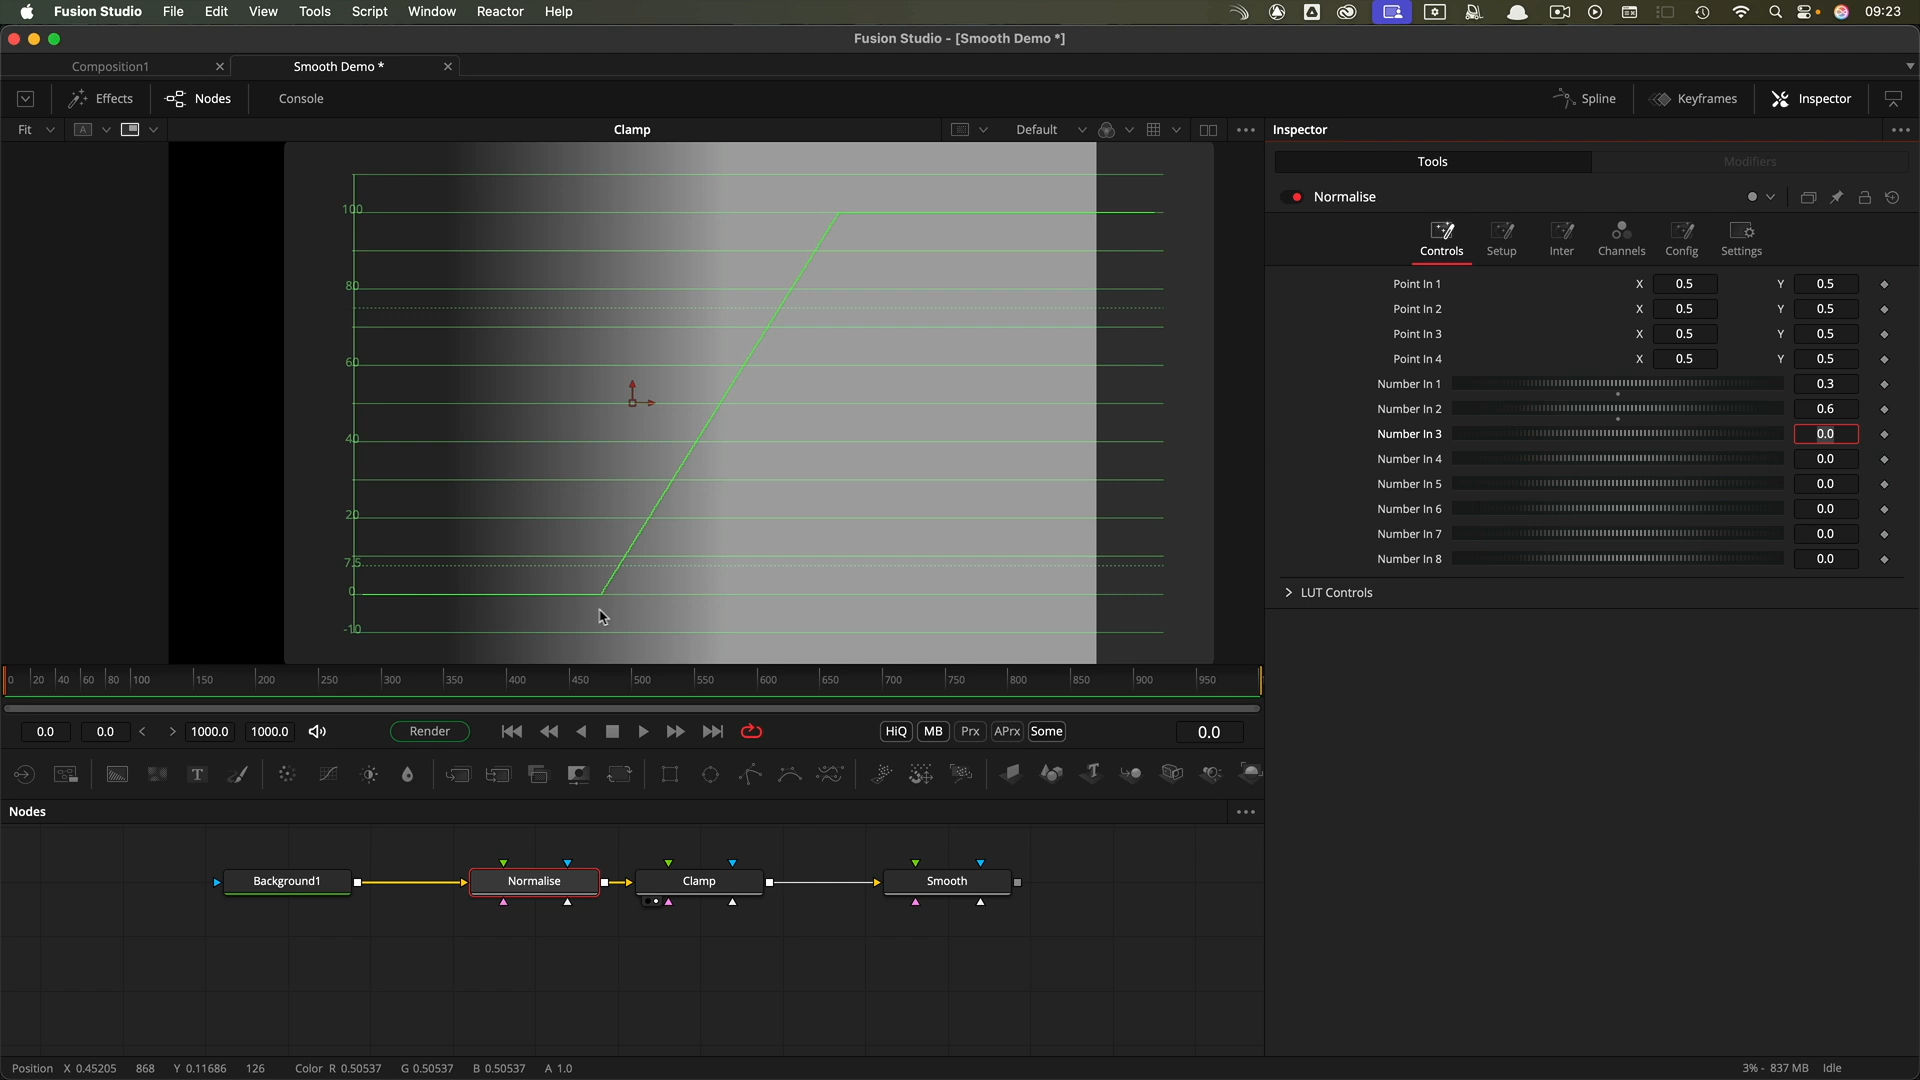 Fusion Studio File Edit View Tools Script Window Reactor Help 09:23
Fusion Studio - [Smooth Demo *]
Composition1 Smooth Demo *
Effects Nodes Console Spline Keyframes Inspector
Fit A Clamp Default Inspector
Tools Modifiers
Normalise
Controls Setup Inter Channels Config Settings
Point In 1 X 0.5 Y 0.5
Point In 2 X 0.5 Y 0.5
Point In 3 X 0.5 Y 0.5
Point In 4 X 0.5 Y 0.5
Number In 1 0.3
Number In 2 0.6
Number In 3 0.0
Number In 4 0.0
Number In 5 0.0
Number In 6 0.0
Number In 7 0.0
Number In 8 0.0
LUT Controls
100
80
60
40
20
7.5
0
-10
0 20 40 60 80 100 150 200 250 300 350 400 450 500 550 600 650 700 750 800 850 900 950
0.0 0.0 1000.0 1000.0 Render HiQ MB Prx APrx Some 0.0
Nodes
Background1 Normalise Clamp Smooth
Position X 0.45205 868 Y 0.11686 126 Color R 0.50537 G 0.50537 B 0.50537 A 1.0 3% - 837 MB Idle